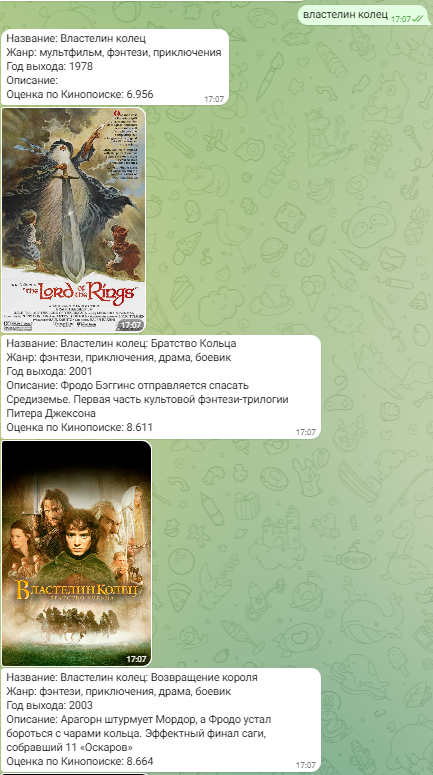 властелин колец 17:07
Название: Властелин колец
Жанр: мультфильм, фэнтези, приключения
Год выхода: 1978
Описание:
Оценка по Кинопоиске: 6.956
17:07
The Lord of the Rings
17:07
Название: Властелин колец: Братство Кольца
Жанр: фэнтези, приключения, драма, боевик
Год выхода: 2001
Описание: Фродо Бэггинс отправляется спасать
Средиземье. Первая часть культовой фэнтези-трилогии
Питера Джексона
Оценка по Кинопоиске: 8.611
17:07
ВЛАСТЕЛИН КОЛЕЦ
БРАТСТВО КОЛЬЦА
17:07
Название: Властелин колец: Возвращение короля
Жанр: фэнтези, приключения, драма, боевик
Год выхода: 2003
Описание: Арагорн штурмует Мордор, а Фродо устал
бороться с чарами кольца. Эффектный финал саги,
собравший 11 «Оскаров»
Оценка по Кинопоиске: 8.664
17:07